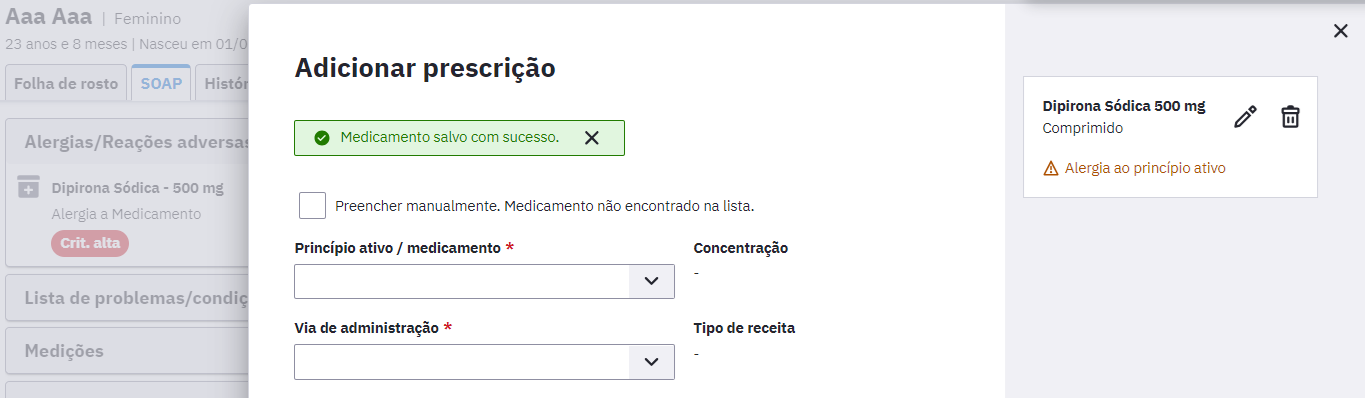 Aaa Aaa | Feminino
23 anos e 8 meses | Nasceu em 01/0
Folha de rosto SOAP Histór
Alergias/Reações adversas
Dipirona Sódica - 500 mg
Alergia a Medicamento
Crit. alta
Lista de problemas/condiç
Medições
Adicionar prescrição
Medicamento salvo com sucesso.
Preencher manualmente. Medicamento não encontrado na lista.
Princípio ativo / medicamento *
Concentração
-
Via de administração *
Tipo de receita
-
Dipirona Sódica 500 mg
Comprimido
Alergia ao princípio ativo